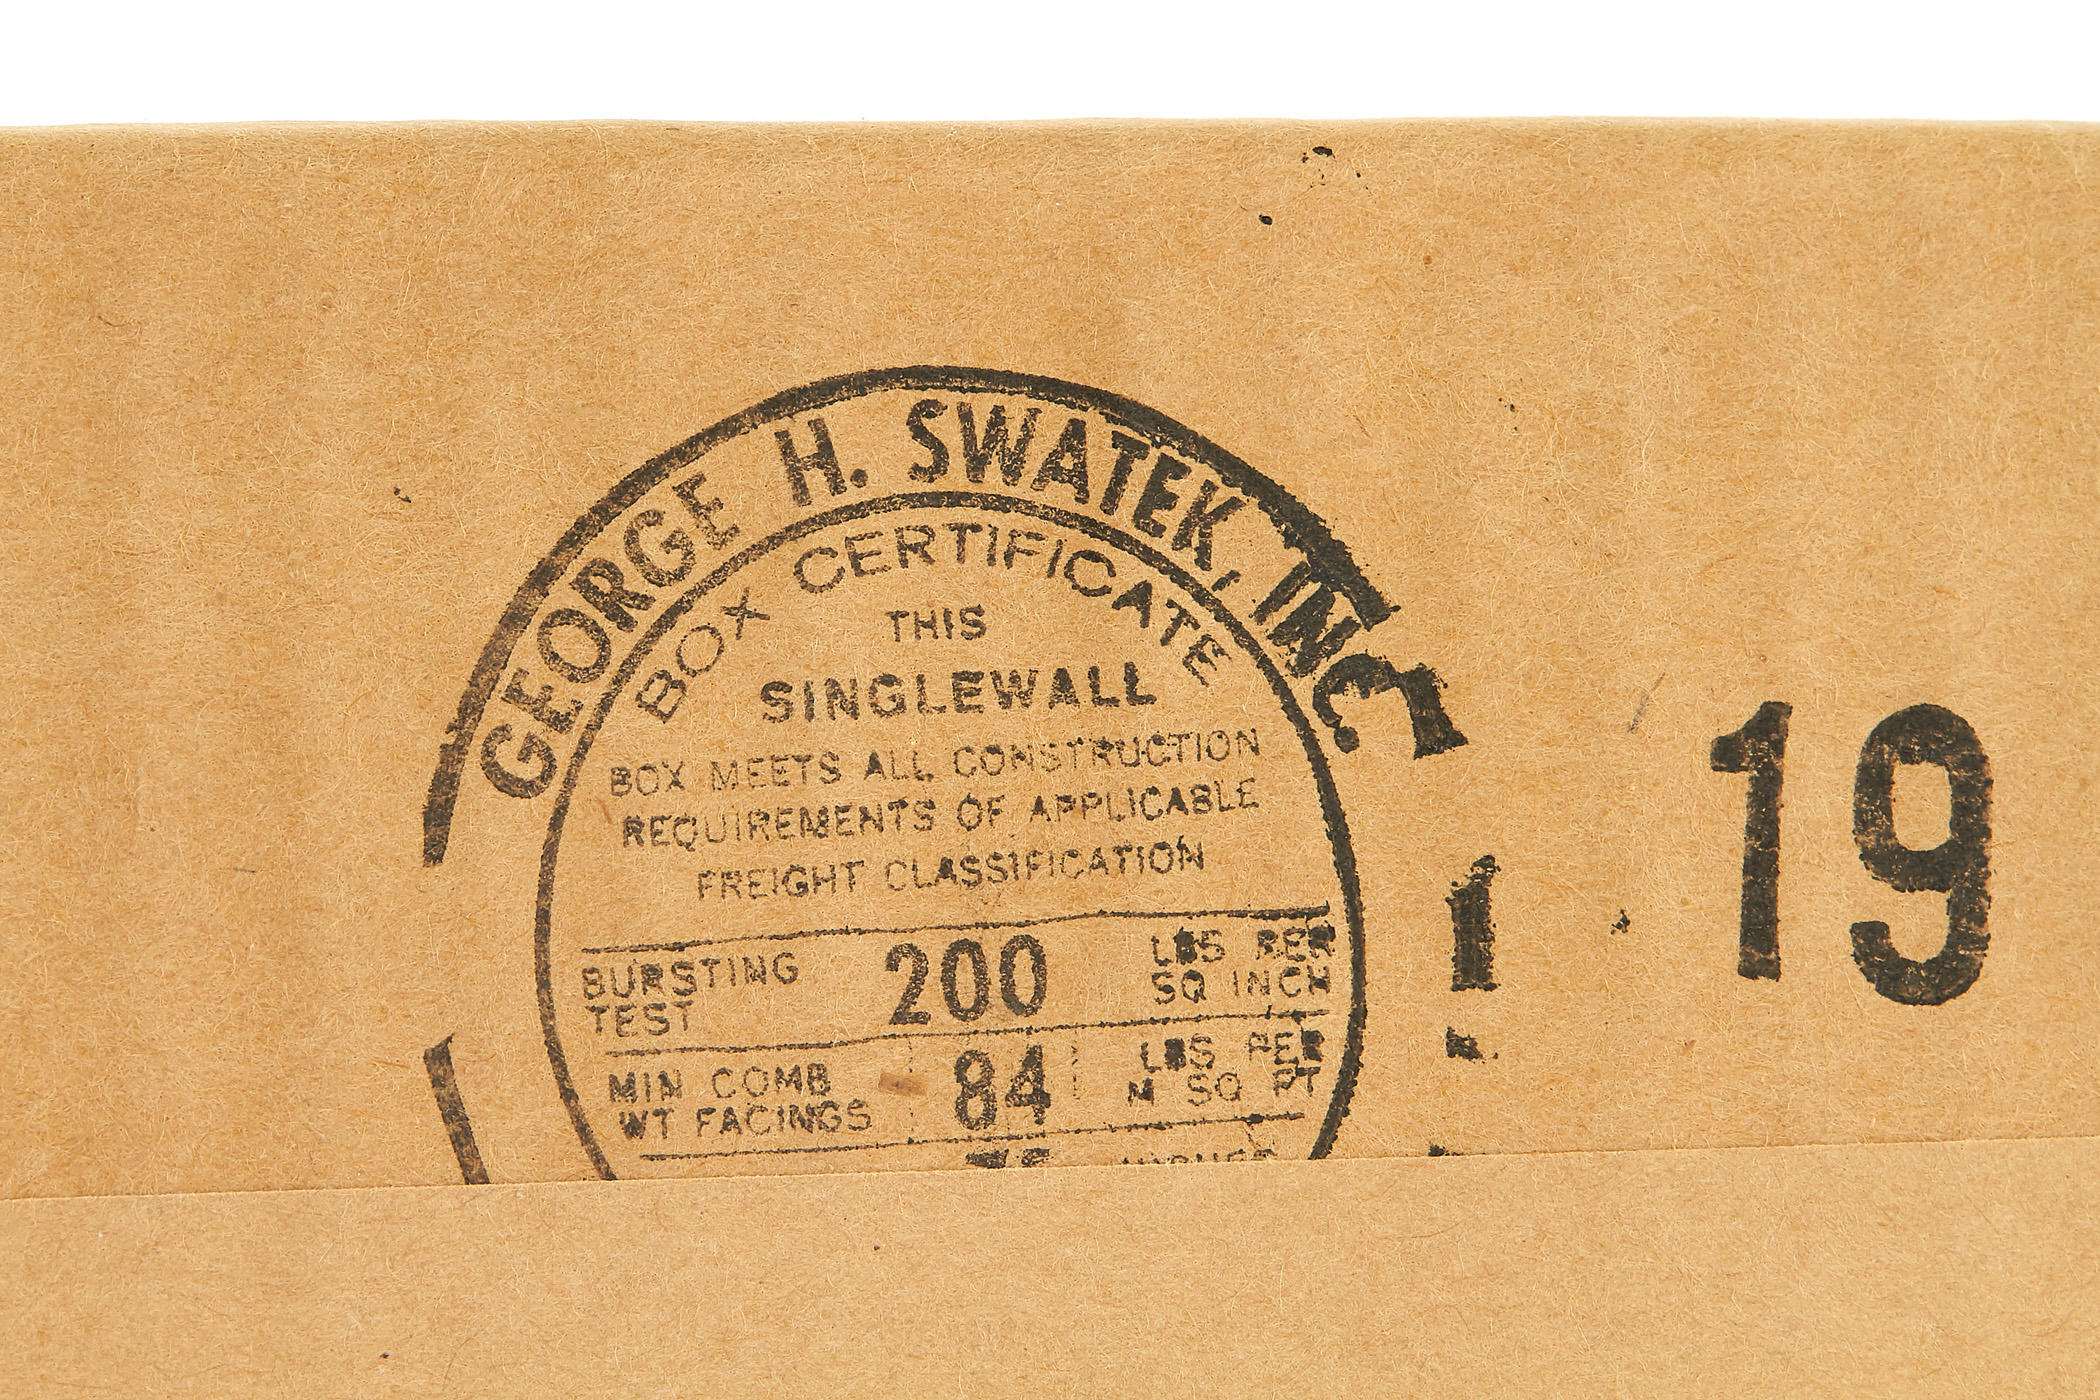 GEORGE H. SWATEK, INC.
BOX CERTIFICATE
THIS
SINGLEWALL
BOX MEETS ALL CONSTRUCTION
REQUIREMENTS OF APPLICABLE
FREIGHT CLASSIFICATION
BURSTING TEST 200 LBS PER SQ INCH
MIN COMB WT FACINGS 84 LBS PER M SQ FT
19